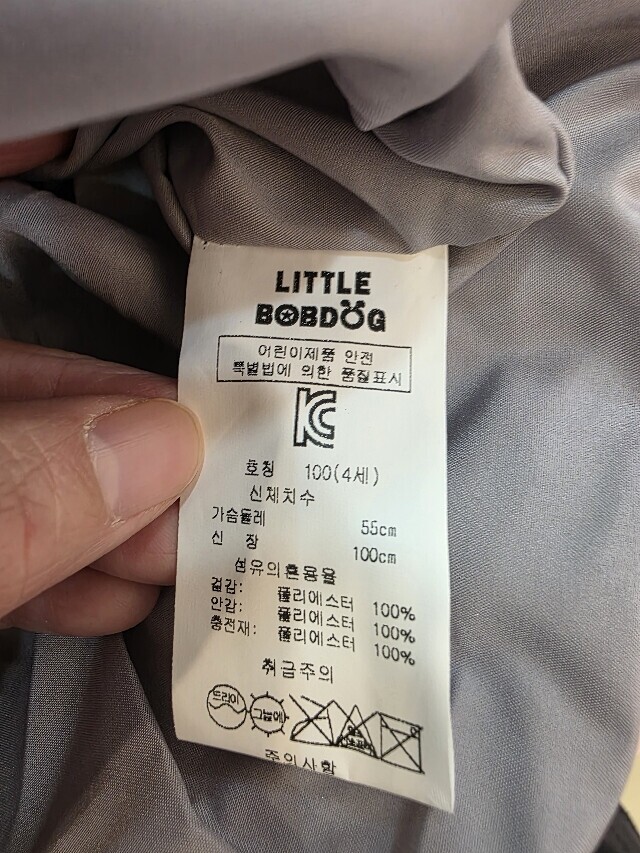 LITTLE
BOBDOG
어린이제품 안전
특별법에 의한 품질표시
KC
호칭 100(4세)
신체치수
가슴둘레 55cm
신 장 100cm
섬유의혼용율
겉감: 폴리에스터 100%
안감: 폴리에스터 100%
충전재: 폴리에스터 100%
취급주의
드라이 그늘에
주의사항